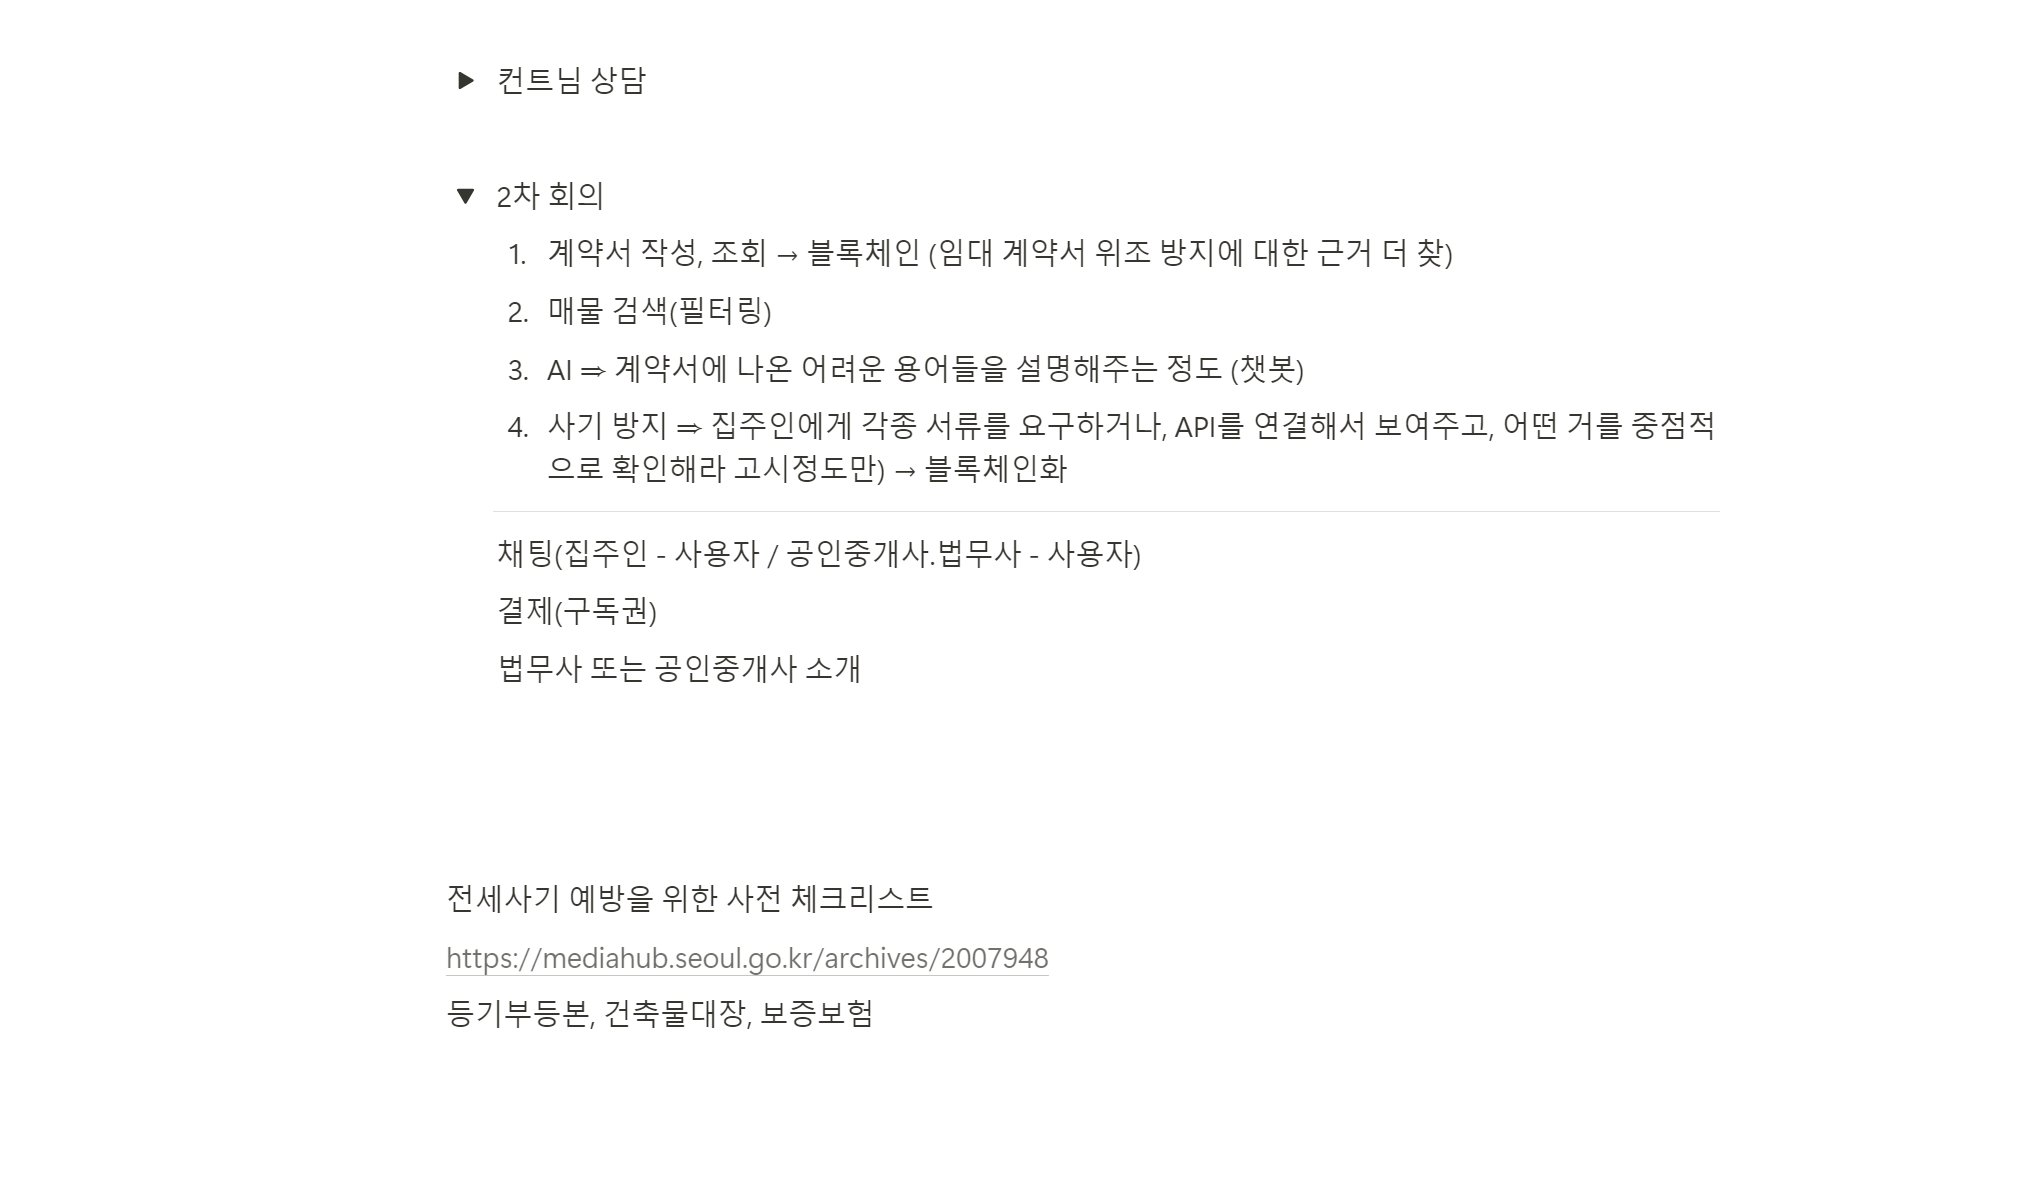 컨트님 상담
2차 회의
1. 계약서 작성, 조회 → 블록체인 (임대 계약서 위조 방지에 대한 근거 더 찾)
2. 매물 검색(필터링)
3. AI ⇒ 계약서에 나온 어려운 용어들을 설명해주는 정도 (챗봇)
4. 사기 방지 ⇒ 집주인에게 각종 서류를 요구하거나, API를 연결해서 보여주고, 어떤 거를 중점적
으로 확인해라 고시정도만) → 블록체인화
채팅(집주인 - 사용자 / 공인중개사.법무사 - 사용자)
결제(구독권)
법무사 또는 공인중개사 소개
전세사기 예방을 위한 사전 체크리스트
https://mediahub.seoul.go.kr/archives/2007948
등기부등본, 건축물대장, 보증보험